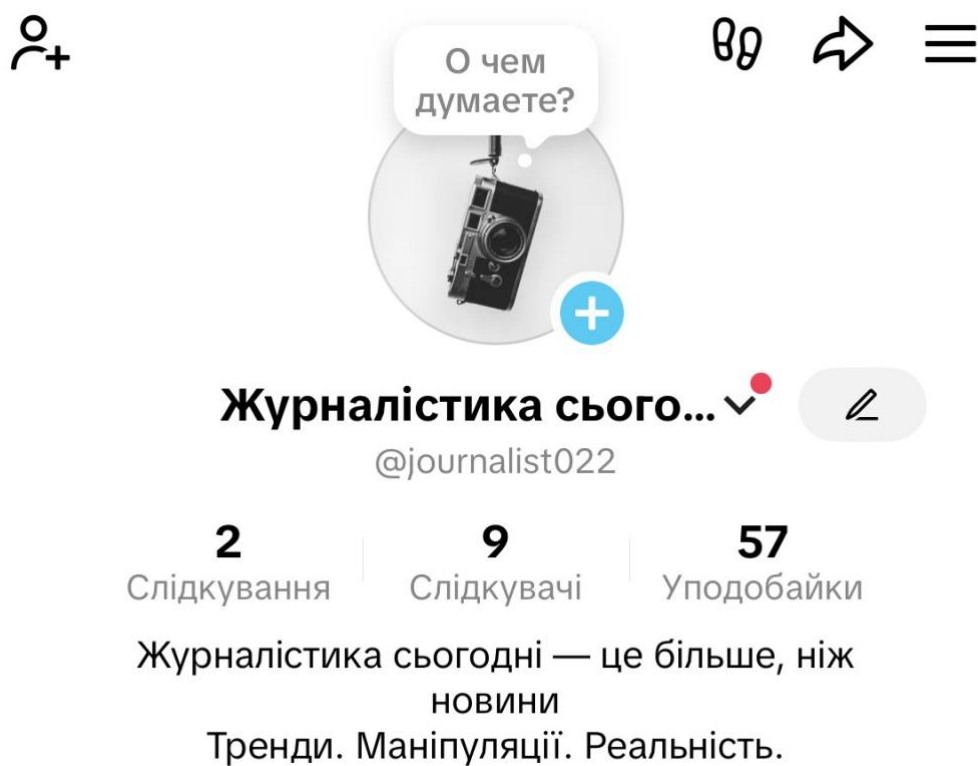 О чем
думаете?
Журналістика сього...
@journalist022
2
Слідкування
9
Слідкувачі
57
Уподобайки
Журналістика сьогодні — це більше, ніж
новини
Тренди. Маніпуляції. Реальність.